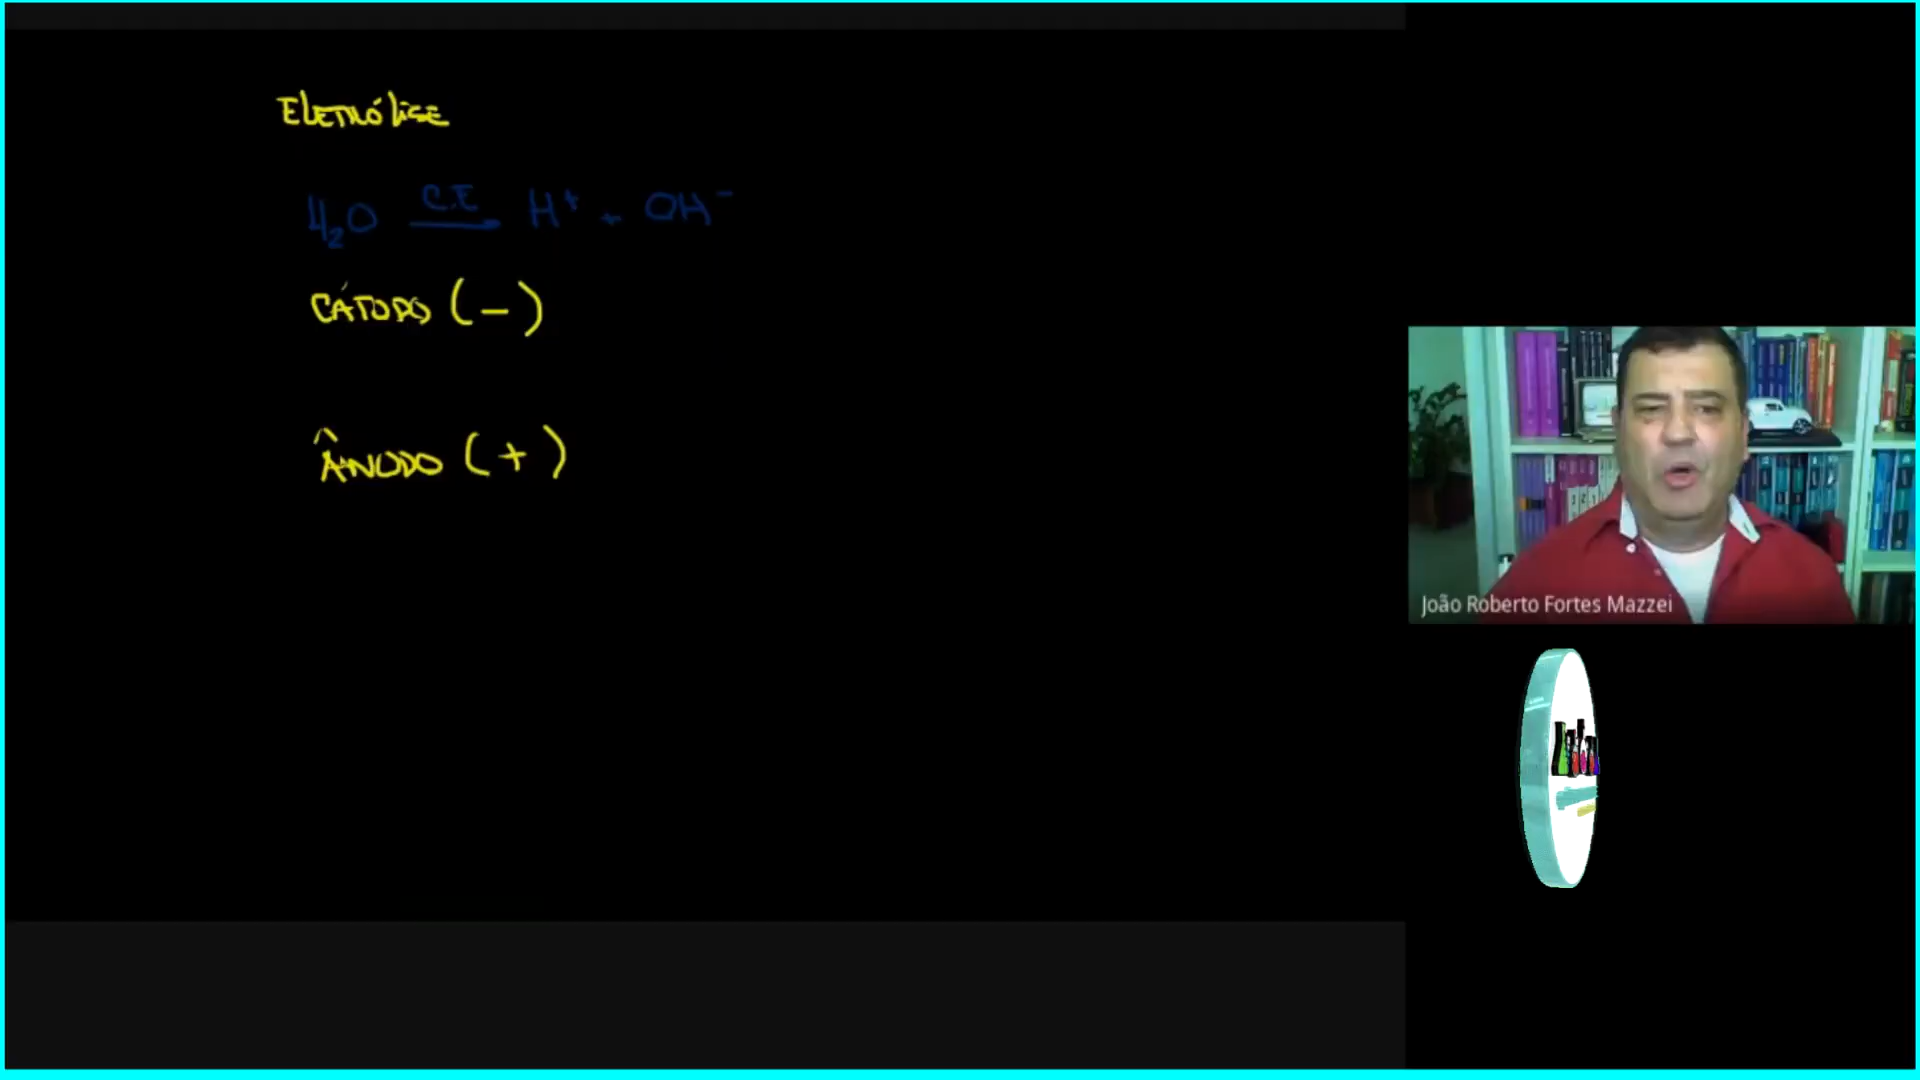 ELETRÓLISE
H₂O C.E → H⁺ + OH⁻
CÁTODO (-)
ÂNODO (+)
João Roberto Fortes Mazzei